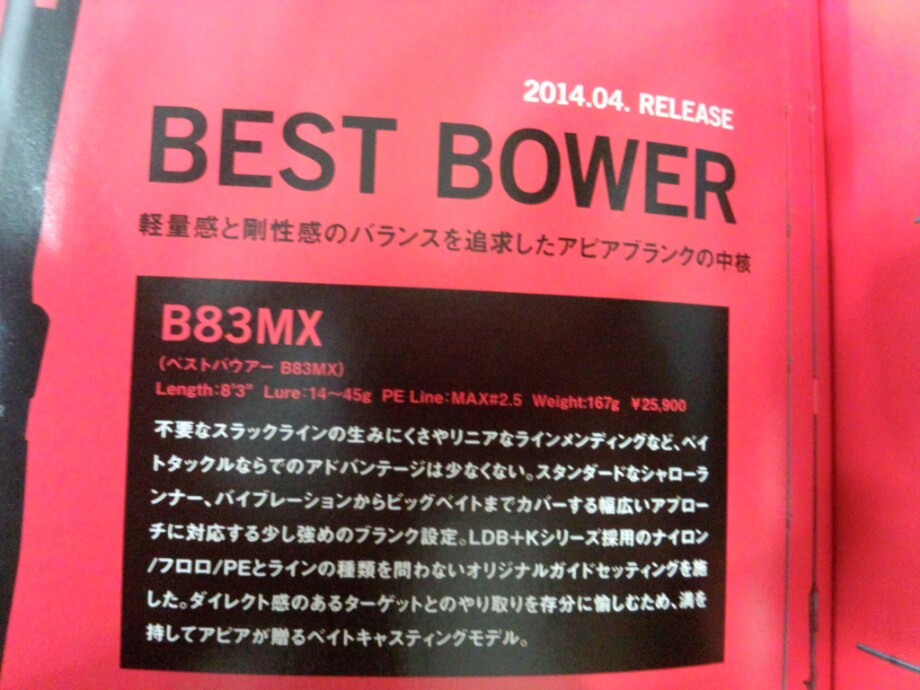 2014.04. RELEASE
BEST BOWER
軽量感と剛性感のバランスを追求したアピアブランクの中核
B83MX
(ベストバウアー B83MX)
Length:8'3" Lure:14〜45g PE Line:MAX#2.5 Weight:167g ¥25,900
不要なスラックラインの生みにくさやリニアなラインメンディングなど、ベイ
トタックルならでのアドバンテージは少なくない。スタンダードなシャローラ
ンナー、バイブレーションからビッグベイトまでカバーする幅広いアプロー
チに対応する少し強めのブランク設定。LDB+Kシリーズ採用のナイロン
/フロロ/PEとラインの種類を問わないオリジナルガイドセッティングを施
した。ダイレクト感のあるターゲットとのやり取りを存分に愉しむため、満を
持してアピアが贈るベイトキャスティングモデル。